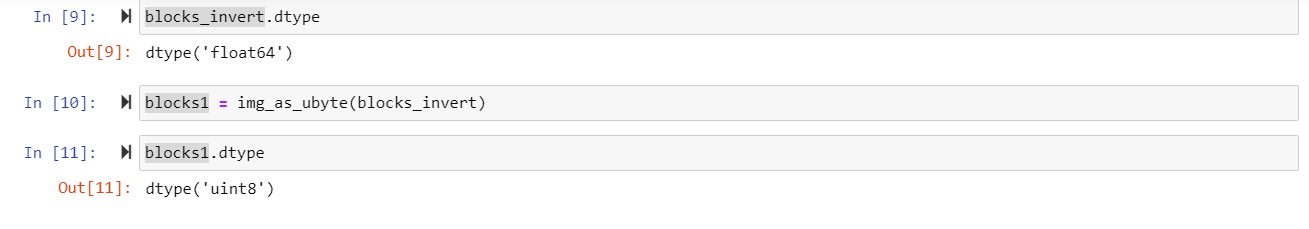 In [9]: blocks_invert.dtype
Out[9]: dtype('float64')
In [10]: blocks1 = img_as_ubyte(blocks_invert)
In [11]: blocks1.dtype
Out[11]: dtype('uint8')